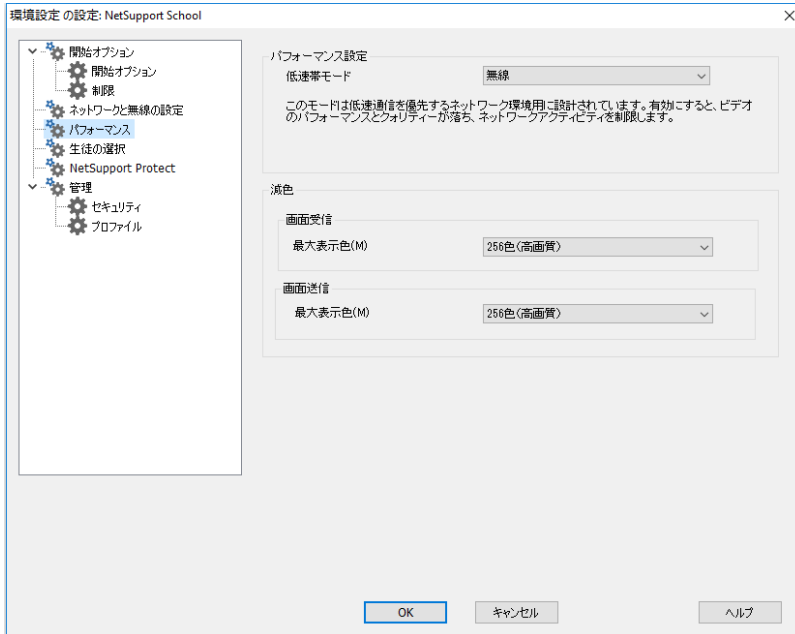 環境設定 の設定: NetSupport School
開始オプション
開始オプション
制限
ネットワークと無線の設定
パフォーマンス
生徒の選択
NetSupport Protect
管理
セキュリティ
プロファイル
パフォーマンス設定
低速帯モード
無線
このモードは低速通信を優先するネットワーク環境用に設計されています。有効にすると、ビデオ
のパフォーマンスとクォリティーが落ち、ネットワークアクティビティを制限します。
減色
画面受信
最大表示色(M)
256色(高画質)
画面送信
最大表示色(M)
256色(高画質)
OK
キャンセル
ヘルプ